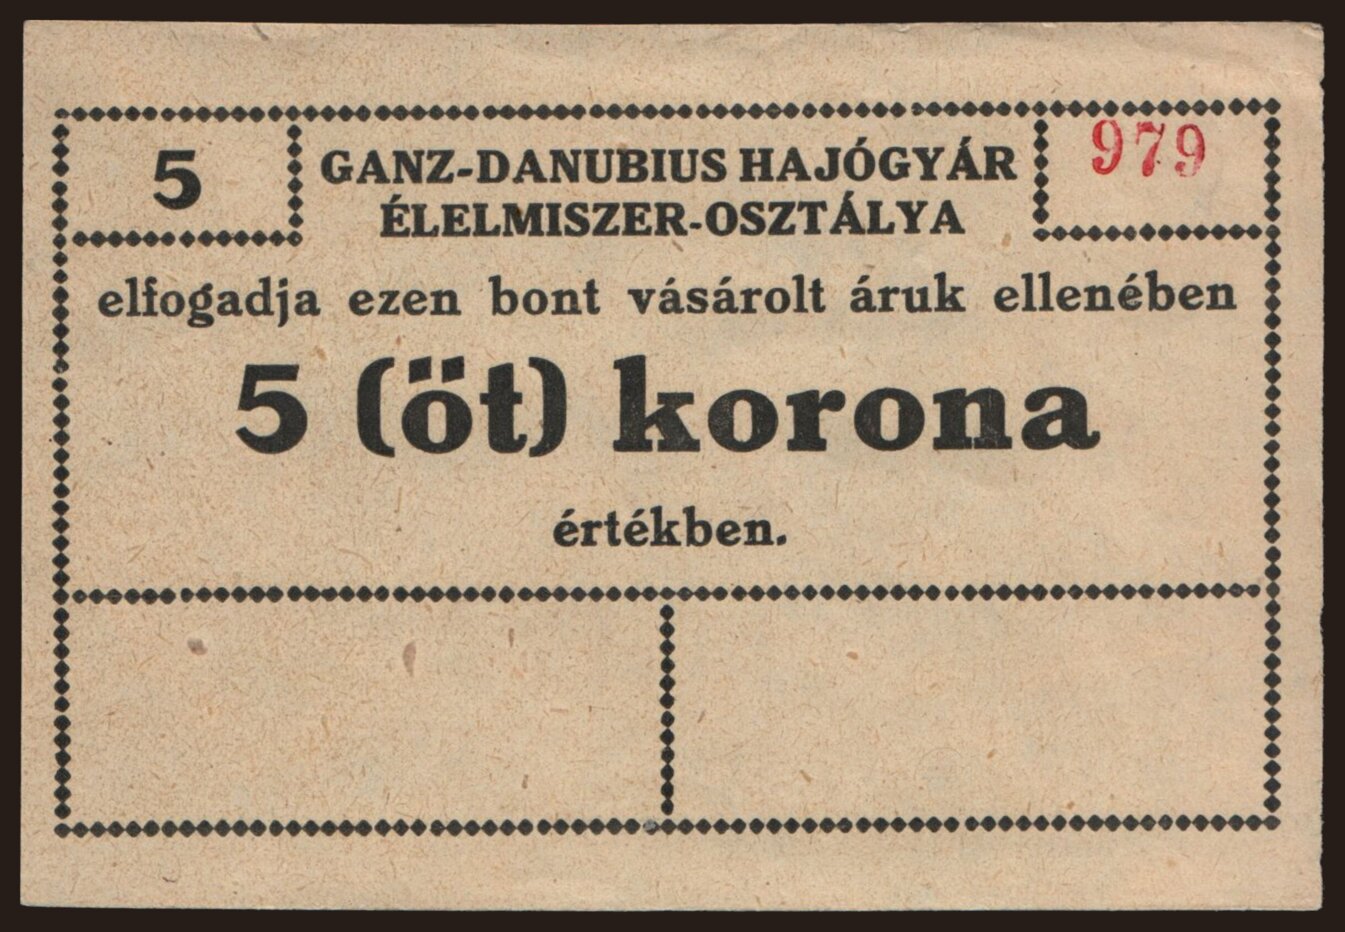 5
GANZ-DANUBIUS HAJÓGYÁR
979
ÉLELMISZER-OSZTÁLYA
elfogadja ezen bont vásárolt áruk ellenében
5 (öt) korona
értékben.